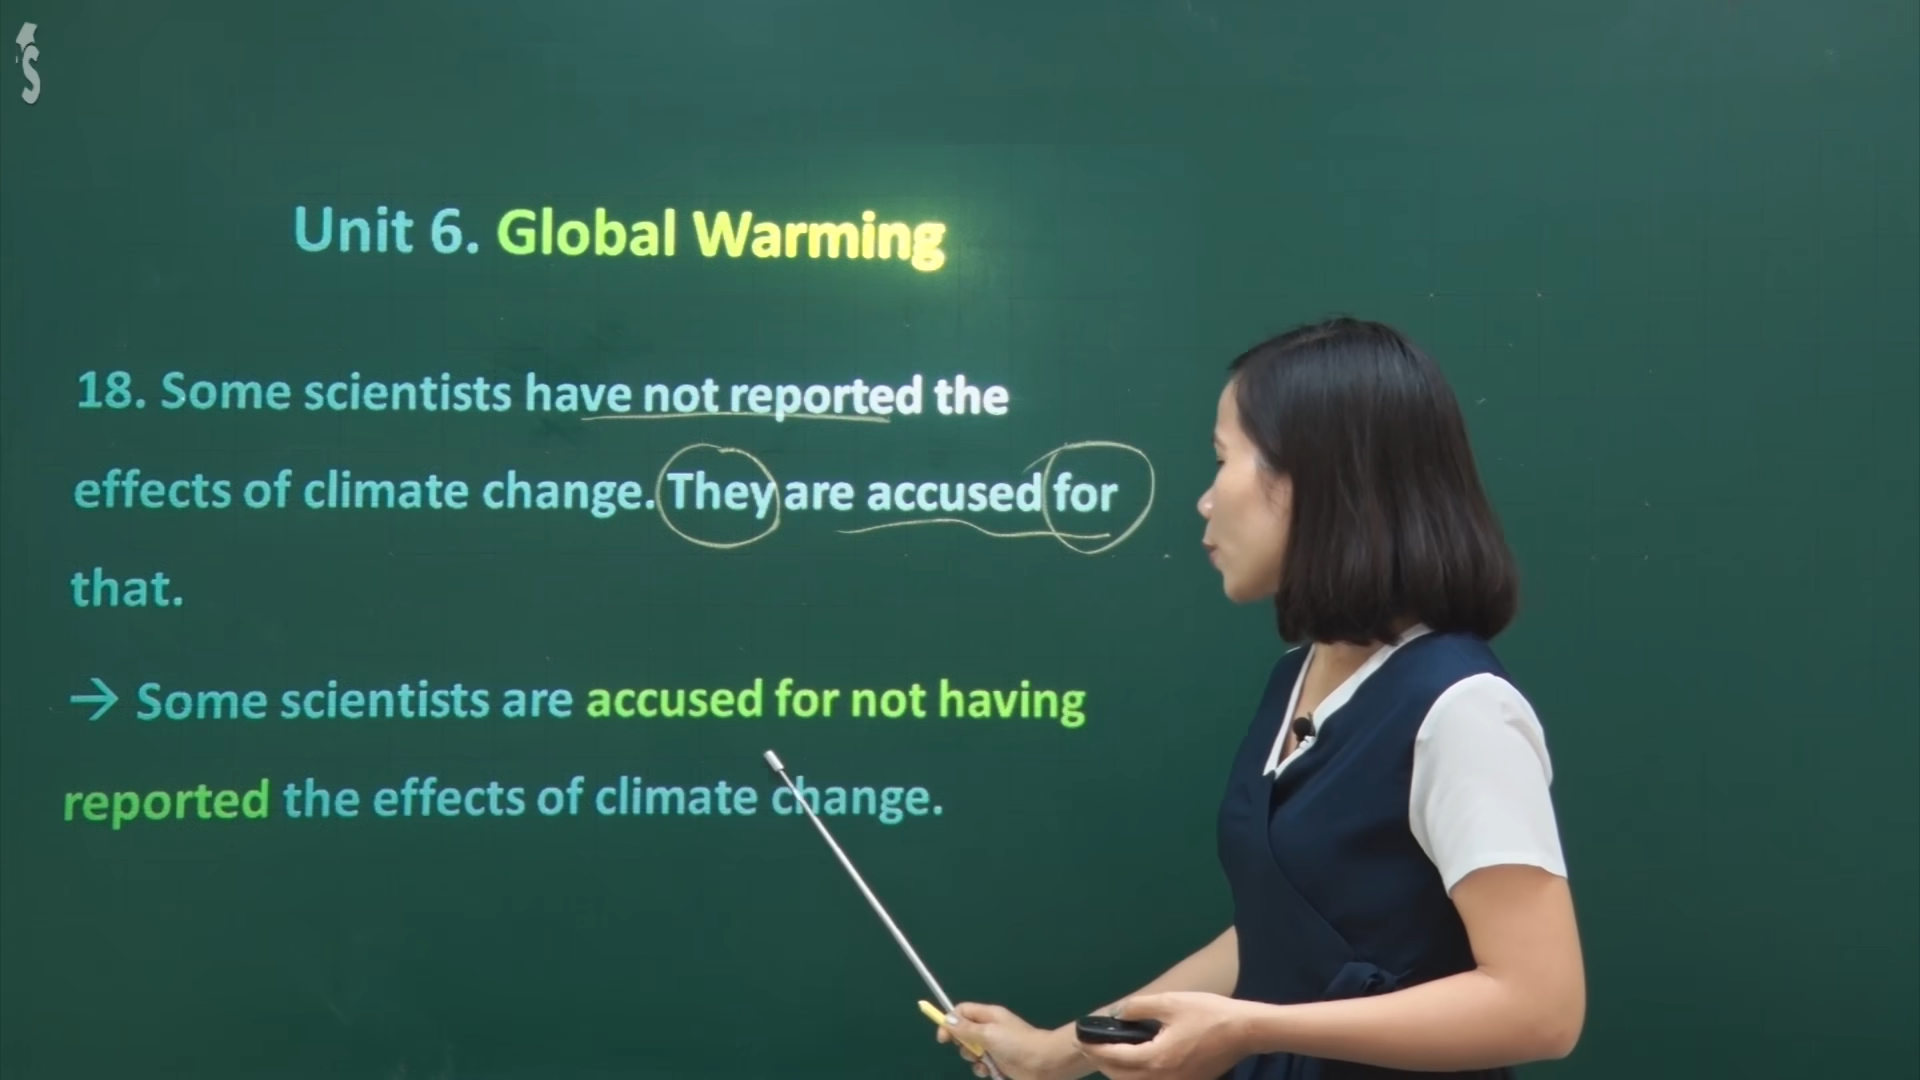 S
Unit 6. Global Warming
18. Some scientists have not reported the
effects of climate change. They are accused for
that.
→ Some scientists are accused for not having
reported the effects of climate change.